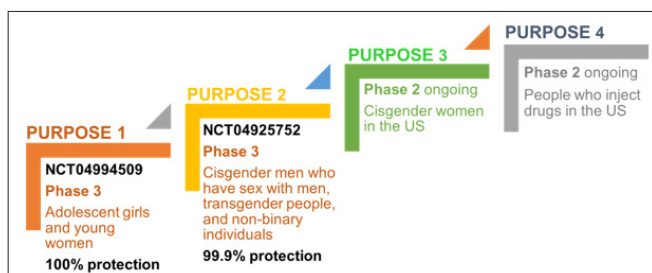 PURPOSE 1
NCT04994509
Phase 3
Adolescent girls
and young
women
100% protection
PURPOSE 2
NCT04925752
Phase 3
Cisgender men who
have sex with men,
transgender people,
and non-binary
individuals
99.9% protection
PURPOSE 3
Phase 2 ongoing
Cisgender women
in the US
PURPOSE 4
Phase 2 ongoing
People who inject
drugs in the US